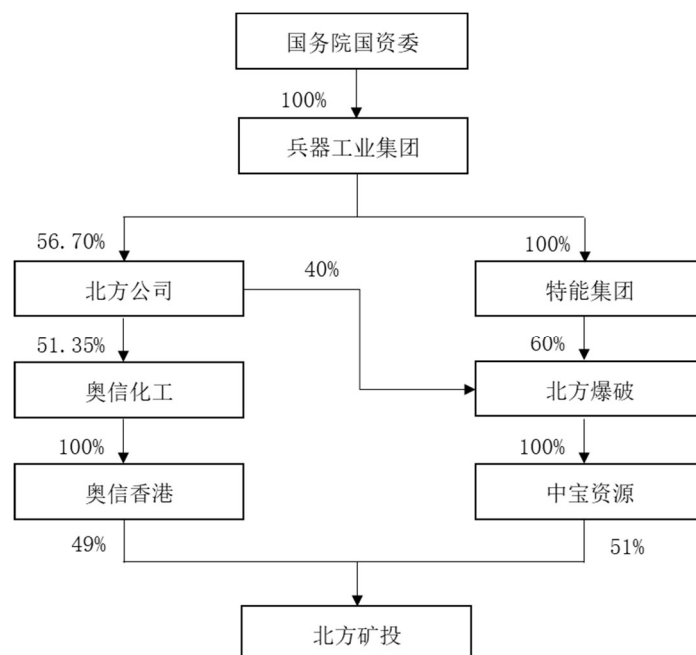 国务院国资委
100%
兵器工业集团
56.70%
100%
北方公司
40%
特能集团
51.35%
60%
奥信化工
北方爆破
100%
100%
奥信香港
中宝资源
49%
51%
北方矿投